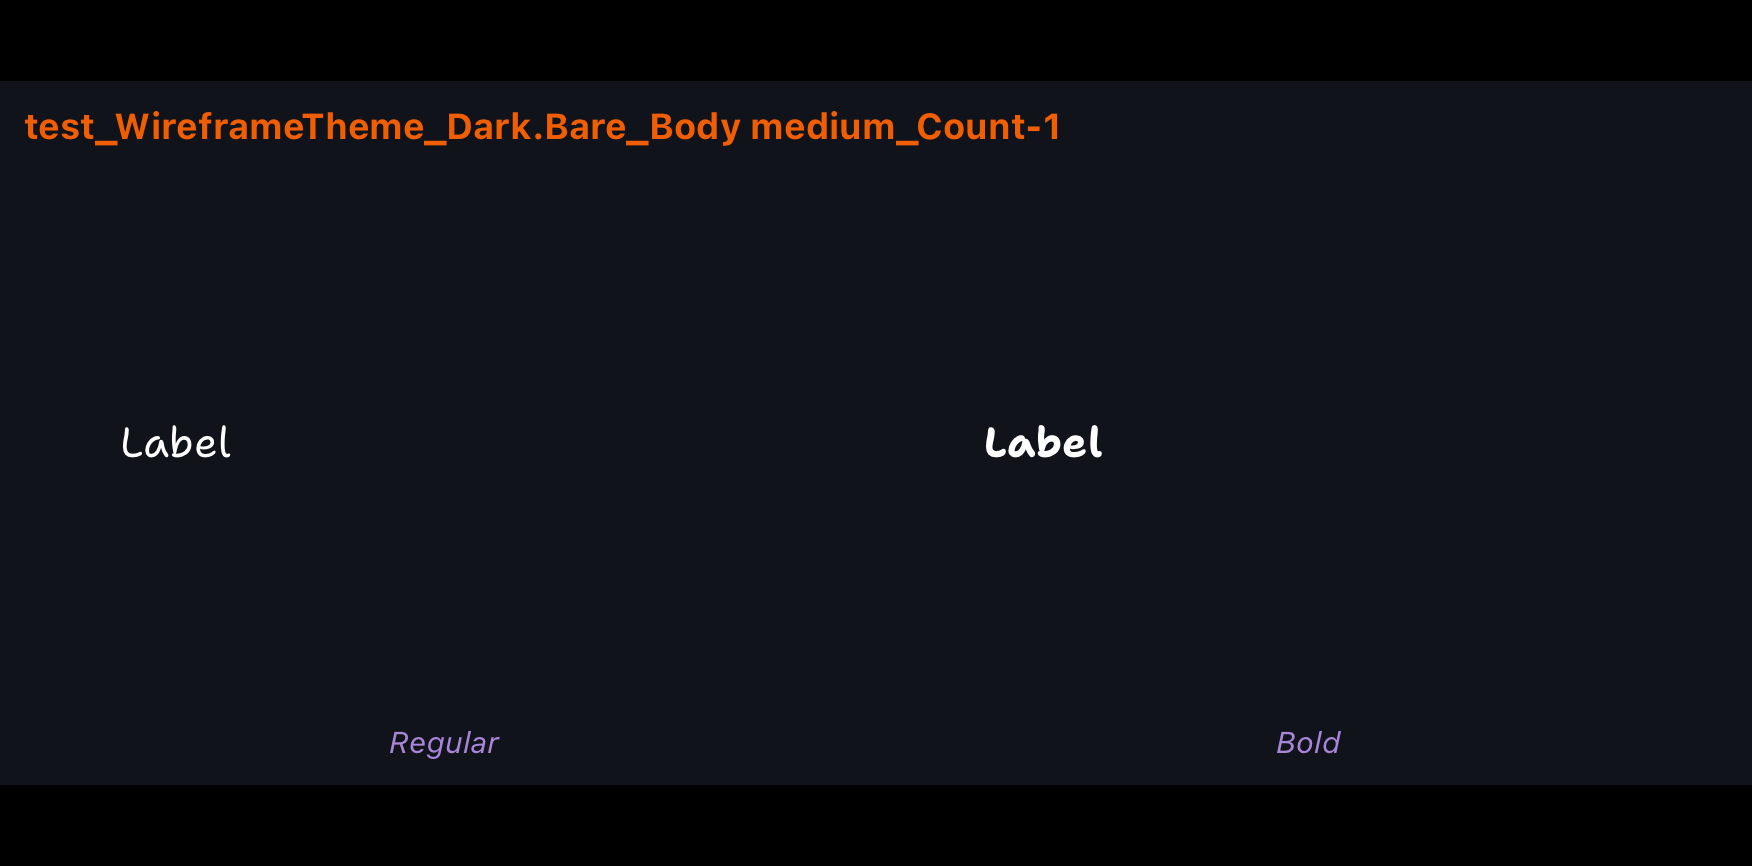 test_WireframeTheme_Dark.Bare_Body medium_Count-1
Label
Label
Regular
Bold